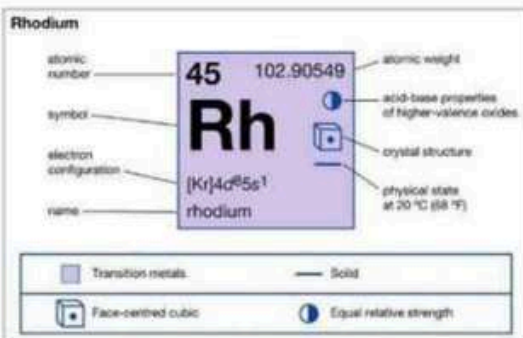 Rhodium
atomic number
45
102.90549
atomic weight
symbol
Rh
acid-base properties
of higher-valence oxides
crystal structure
electron
configuration
[Kr]4d⁸5s¹
physical state
at 20 °C (68 °F)
name
rhodium
Transition metals
Solid
Face-centred cubic
Equal relative strength